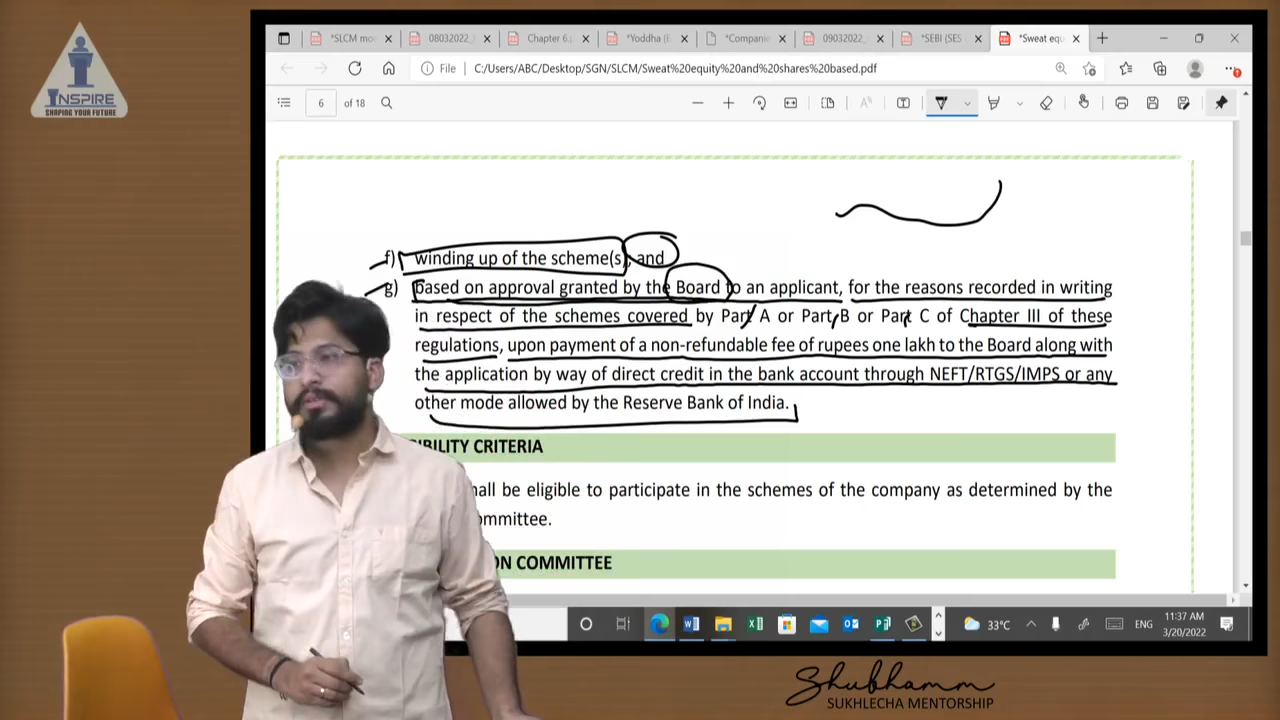 INSPIRE
SHAPING YOUR FUTURE
*SLCM mo
08032022_
Chapter 6.
*Yoddha (E
*Companie
09032022_
*SEBI (SES
*Sweat equ
File
C:/Users/ABC/Desktop/SGN/SLCM/Sweat%20equity%20and%20shares%20based.pdf
6 of 18
f) winding up of the scheme(s), and
g) based on approval granted by the Board to an applicant, for the reasons recorded in writing
in respect of the schemes covered by Part A or Part B or Part C of Chapter III of these
regulations, upon payment of a non-refundable fee of rupees one lakh to the Board along with
the application by way of direct credit in the bank account through NEFT/RTGS/IMPS or any
other mode allowed by the Reserve Bank of India.
IBILITY CRITERIA
hall be eligible to participate in the schemes of the company as determined by the
ommittee.
ON COMMITTEE
33°C
ENG
11:37 AM
3/20/2022
Shubhamm
SUKHLECHA MENTORSHIP